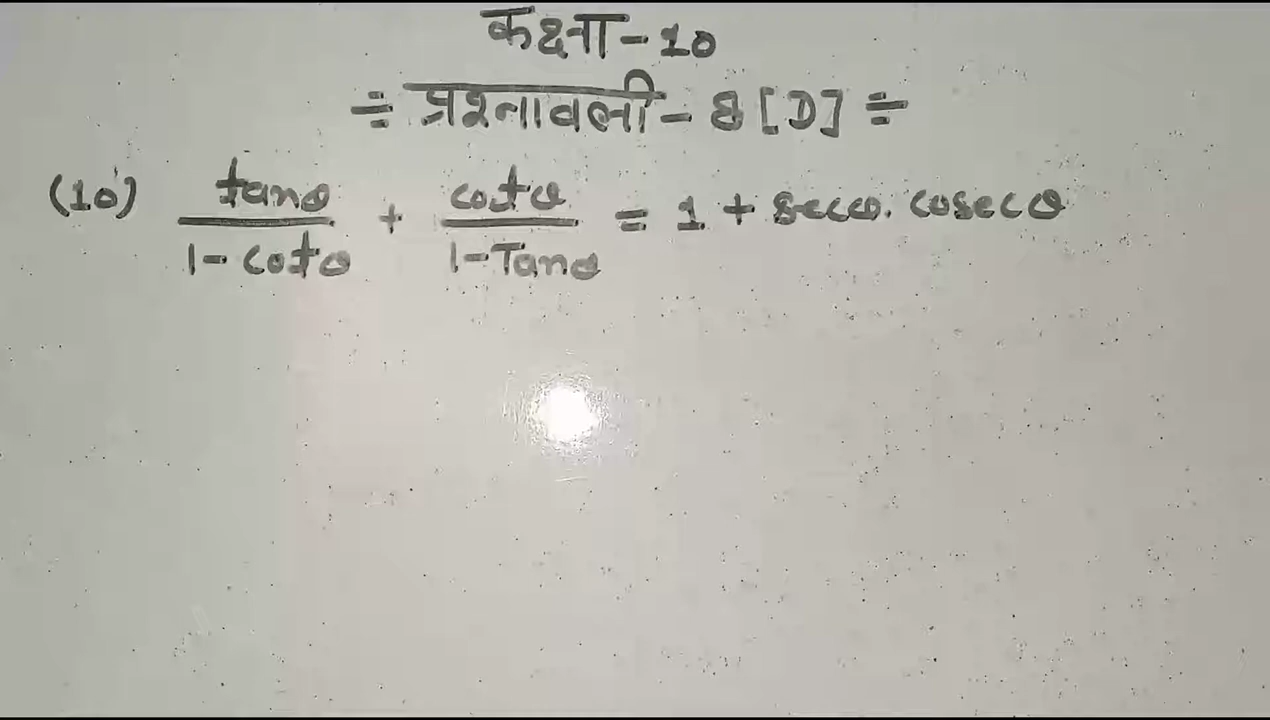 कक्षा-10
÷ प्रश्नावली - 8 [D] ÷
(10) tanθ / 1-cotθ + cotθ / 1-Tanθ = 1 + secθ. cosecθ